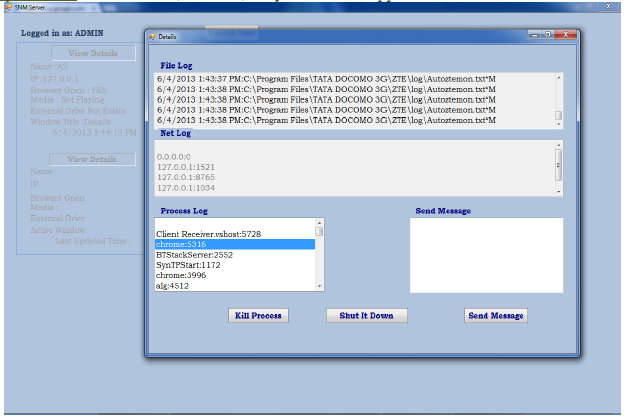 SNM Server
Logged in as: ADMIN
View Details
Name :AS
IP :127.0.0.1
Browser Open : YES
Media : Not Playing
External Drive Not Exists
Window Title :Details
6/4/2013 1:44:13 PM
View Details
Name :
IP :
Browser Open :
Media :
External Drive
Active Window
Last Updated Time :
Details
File Log
6/4/2013 1:43:37 PM:C:\Program Files\TATA DOCOMO 3G\ZTE\log\Autoztemon.txt*M
6/4/2013 1:43:38 PM:C:\Program Files\TATA DOCOMO 3G\ZTE\log\Autoztemon.txt*M
6/4/2013 1:43:38 PM:C:\Program Files\TATA DOCOMO 3G\ZTE\log\Autoztemon.txt*M
6/4/2013 1:43:38 PM:C:\Program Files\TATA DOCOMO 3G\ZTE\log\Autoztemon.txt*M
6/4/2013 1:43:38 PM:C:\Program Files\TATA DOCOMO 3G\ZTE\log\Autoztemon.txt*M
Net Log
0.0.0.0:0
127.0.0.1:1521
127.0.0.1:8765
127.0.0.1:1034
Process Log
Client Receiver.vshost:5728
chrome:5316
BTStackServer:2552
SynTPStart:1172
chrome:3996
alg:4512
Send Message
Kill Process
Shut It Down
Send Message